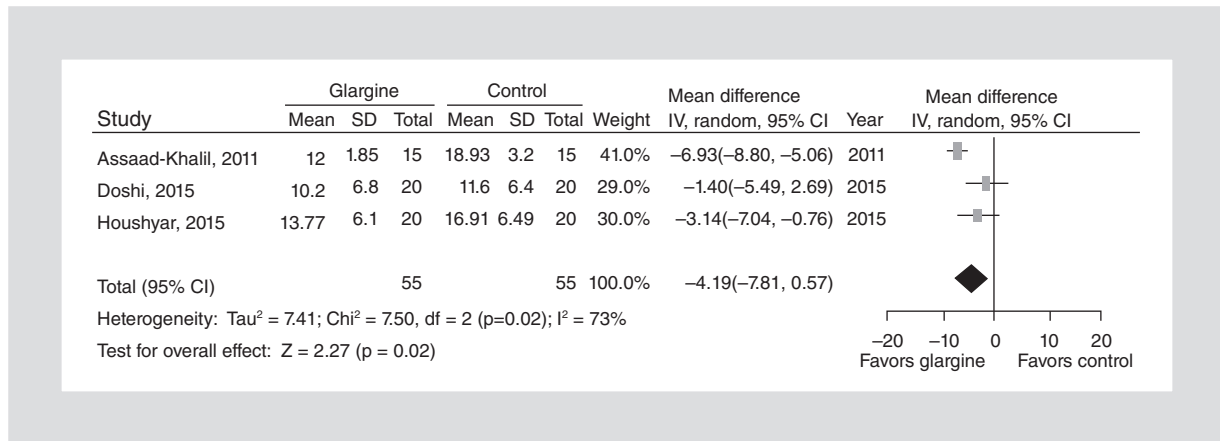 Glargine Control Mean difference Mean difference
Study Mean SD Total Mean SD Total Weight IV, random, 95% CI Year IV, random, 95% CI
Assaad-Khalil, 2011 12 1.85 15 18.93 3.2 15 41.0% −6.93(−8.80, −5.06) 2011
Doshi, 2015 10.2 6.8 20 11.6 6.4 20 29.0% −1.40(−5.49, 2.69) 2015
Houshyar, 2015 13.77 6.1 20 16.91 6.49 20 30.0% −3.14(−7.04, −0.76) 2015
Total (95% CI) 55 55 100.0% −4.19(−7.81, 0.57)
Heterogeneity: Tau² = 7.41; Chi² = 7.50, df = 2 (p=0.02); I² = 73%
Test for overall effect: Z = 2.27 (p = 0.02)
−20 −10 0 10 20
Favors glargine Favors control